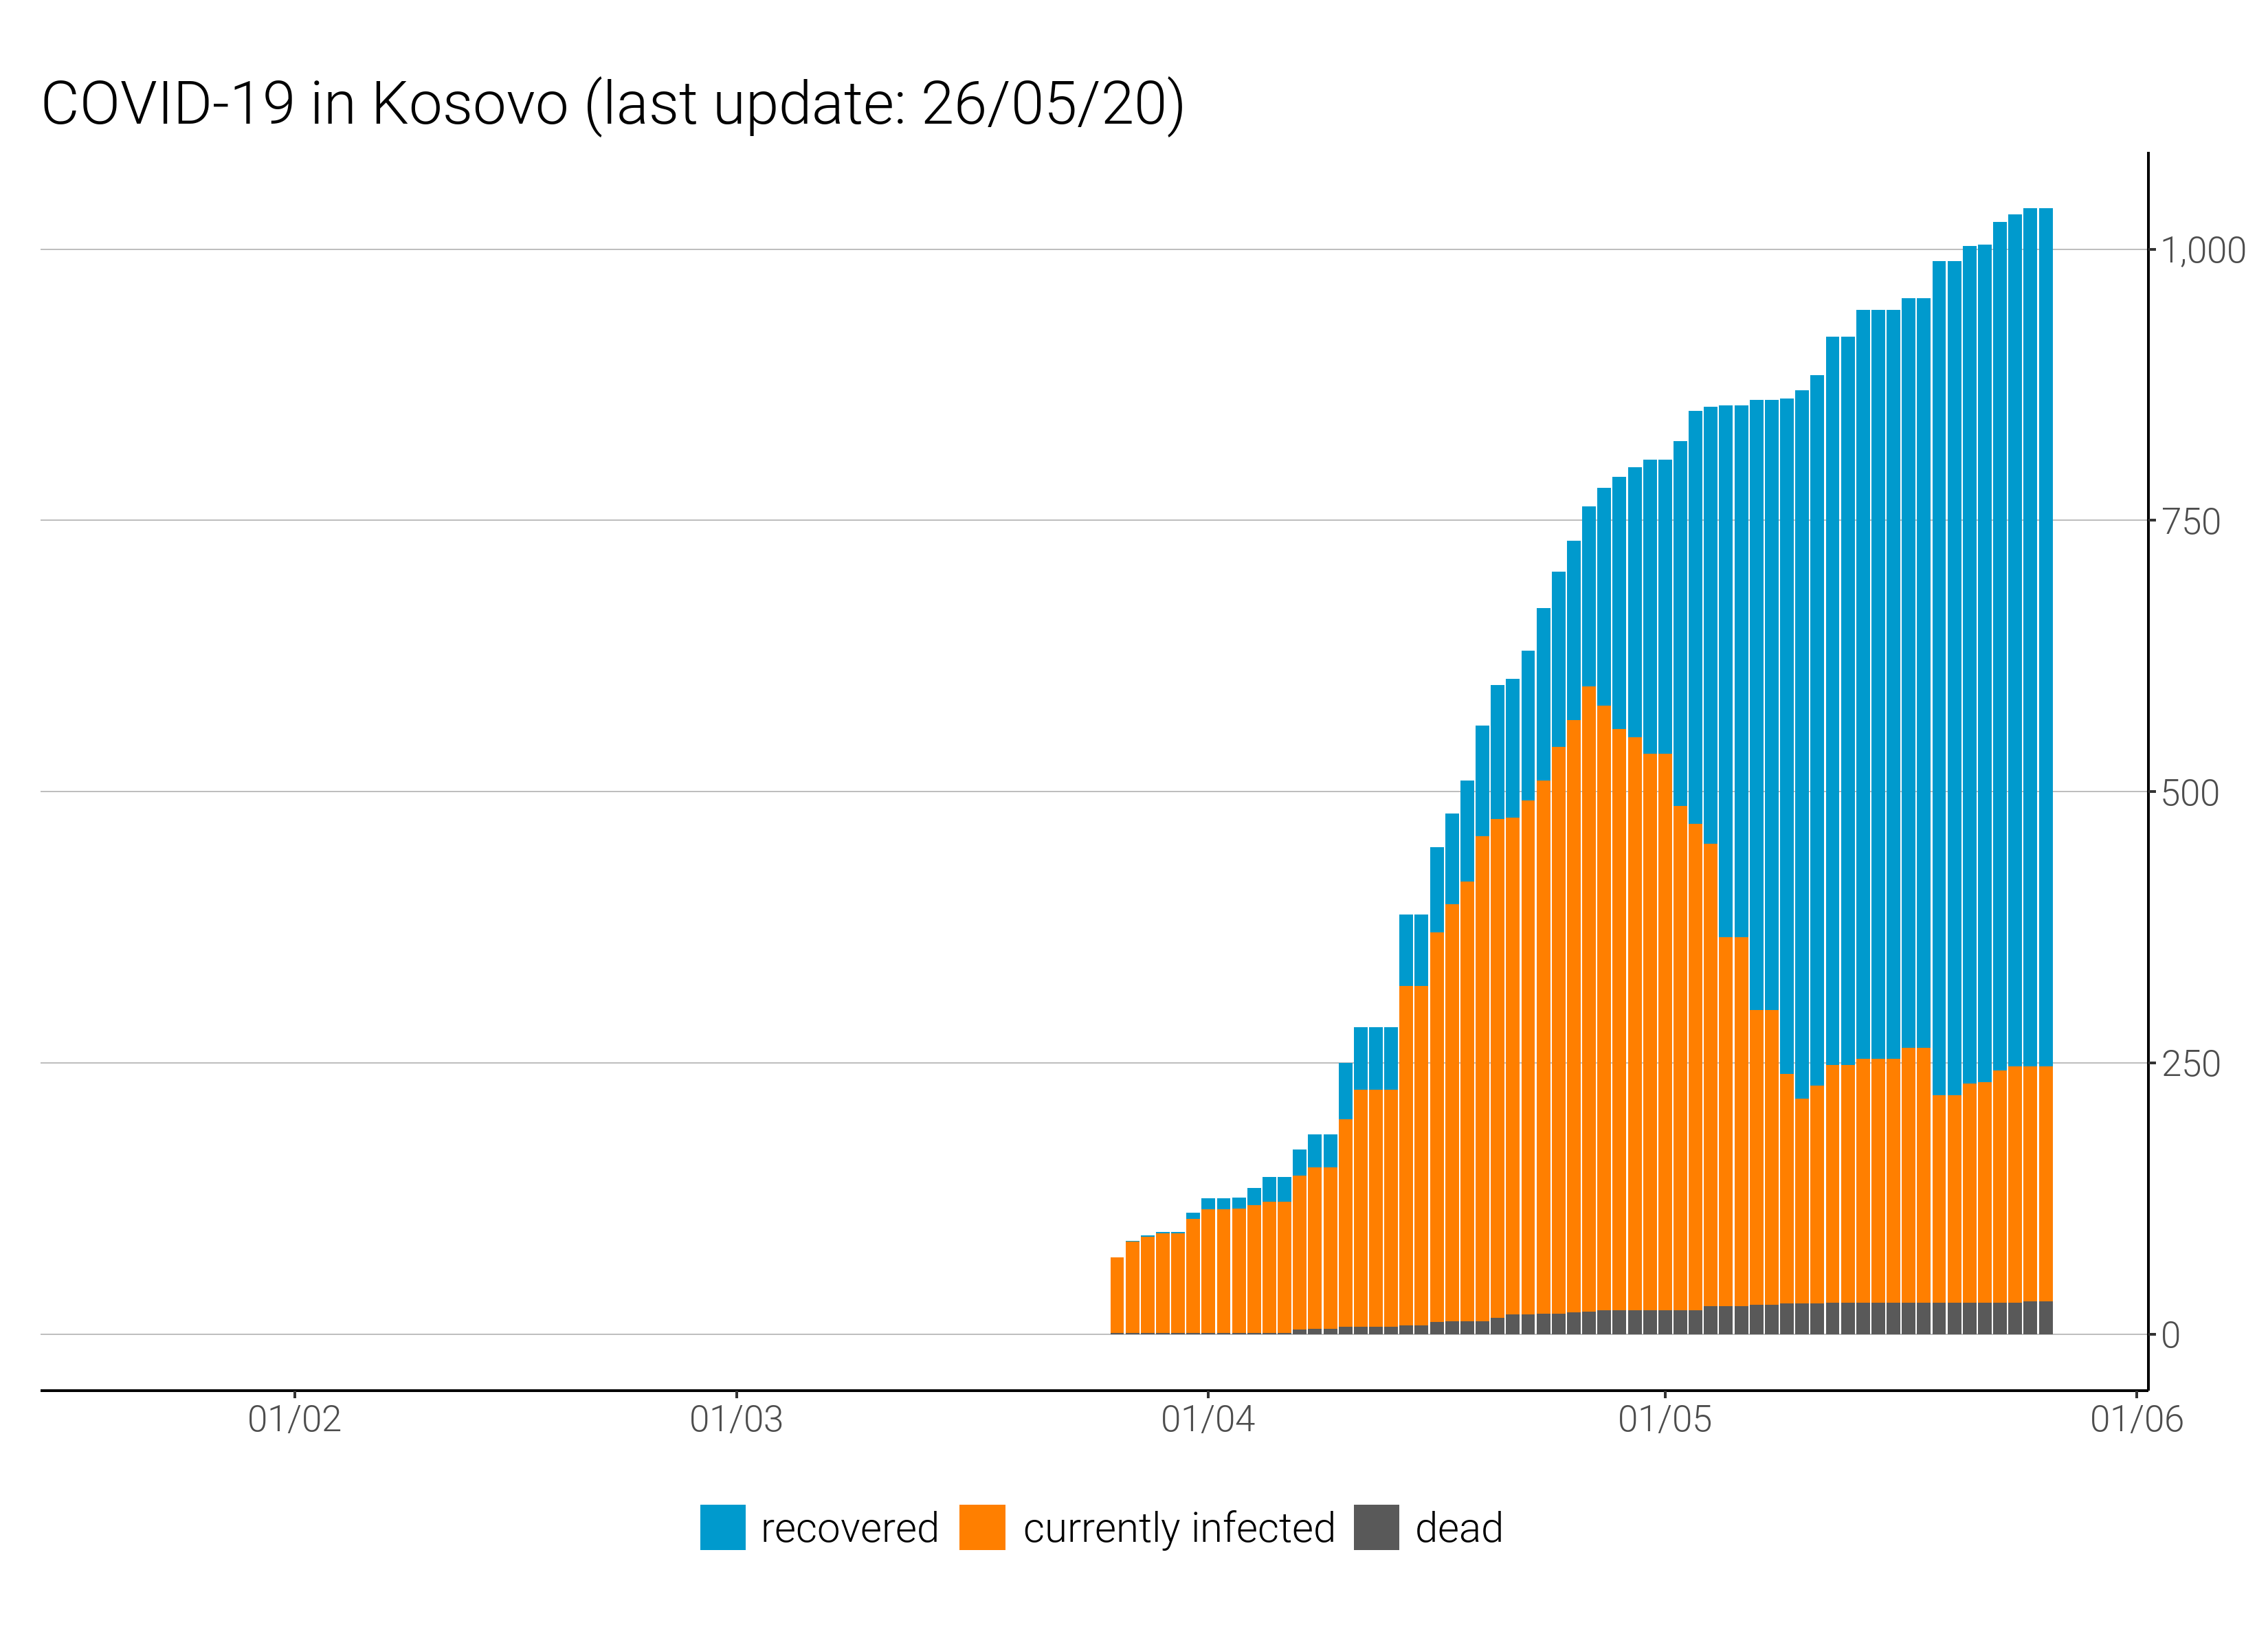 COVID-19 in Kosovo (last update: 26/05/20)
1,000
750
500
250
0
01/02 01/03 01/04 01/05 01/06
recovered currently infected dead